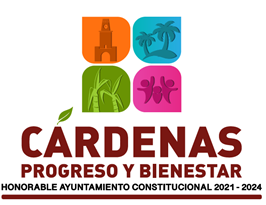 CÁRDENAS
PROGRESO Y BIENESTAR
HONORABLE AYUNTAMIENTO CONSTITUCIONAL 2021 - 2024